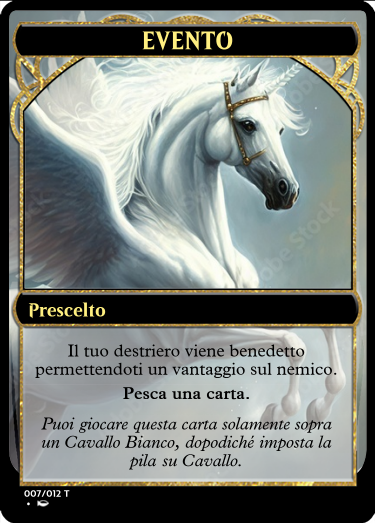 EVENTO
Prescelto
Il tuo destriero viene benedetto
permettendoti un vantaggio sul nemico.
Pesca una carta.
Puoi giocare questa carta solamente sopra
un Cavallo Bianco, dopodiché imposta la
pila su Cavallo.
007/012 T